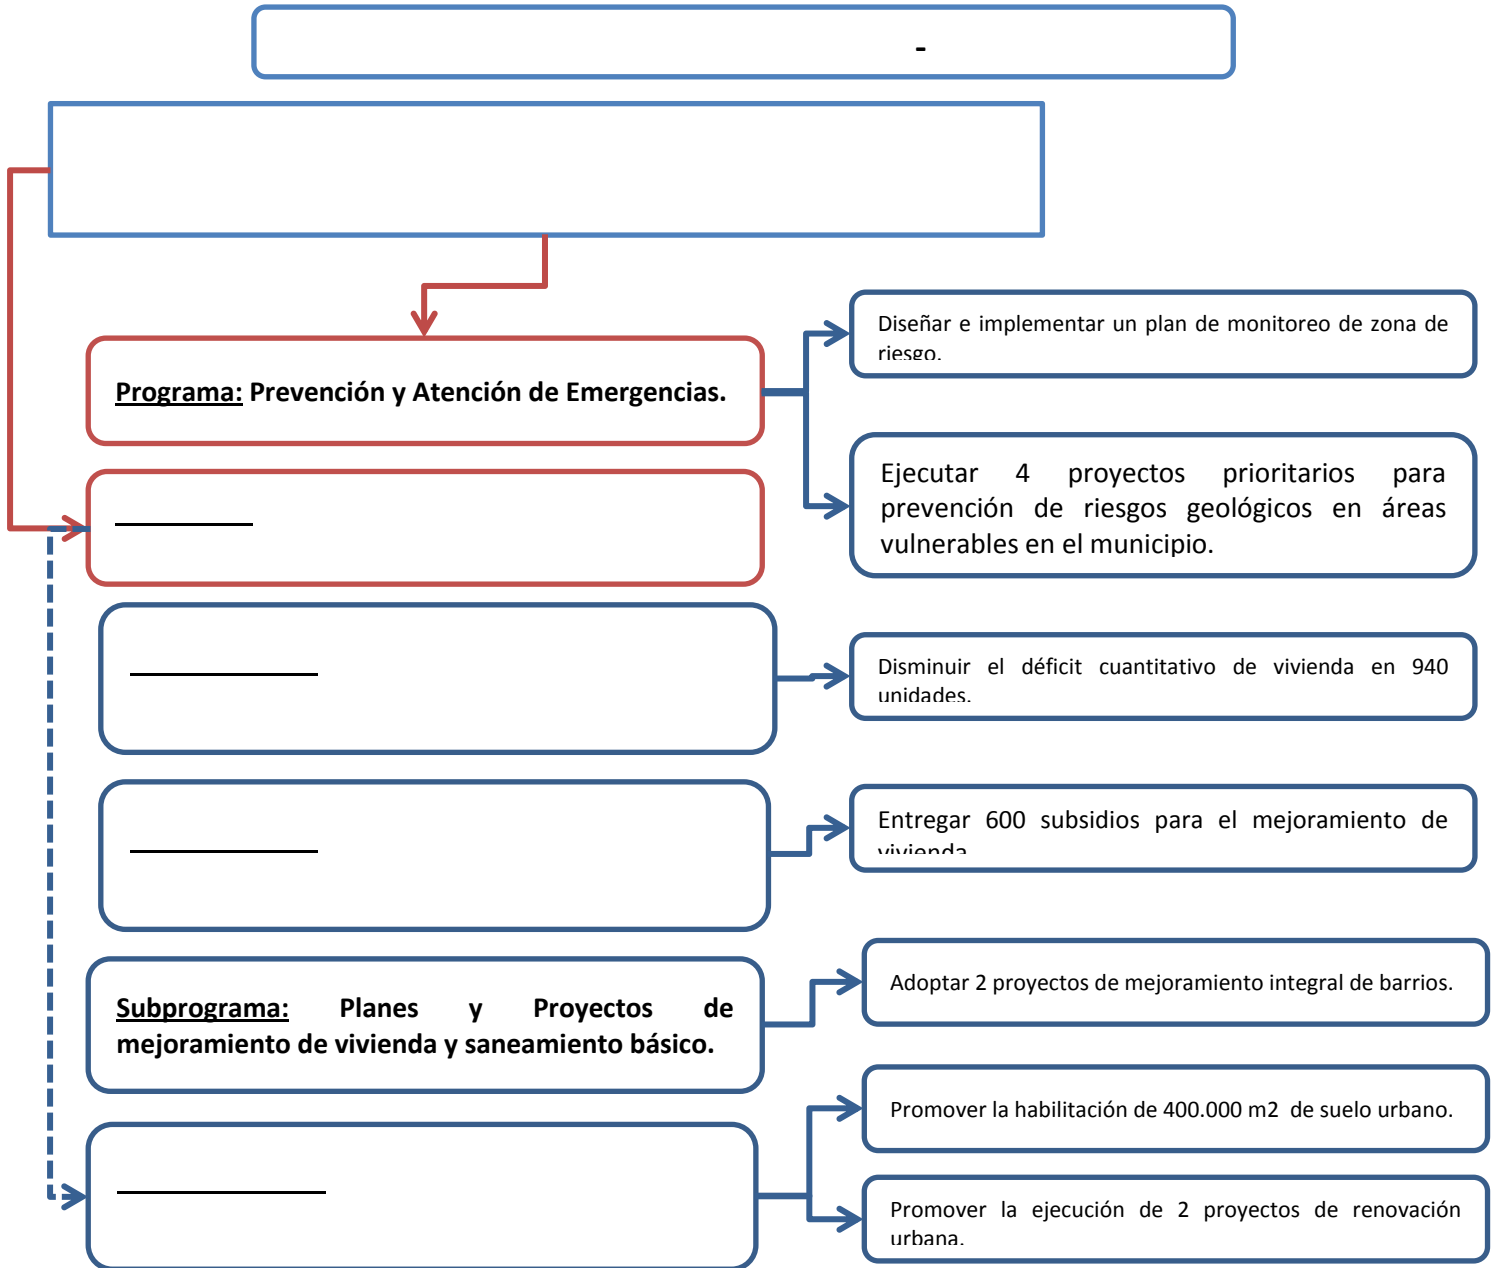 -
Diseñar e implementar un plan de monitoreo de zona de
riesgo.
Programa: Prevención y Atención de Emergencias.
Ejecutar 4 proyectos prioritarios para
prevención de riesgos geológicos en áreas
vulnerables en el municipio.
Disminuir el déficit cuantitativo de vivienda en 940
unidades.
Entregar 600 subsidios para el mejoramiento de
vivienda
Subprograma: Planes y Proyectos de
mejoramiento de vivienda y saneamiento básico.
Adoptar 2 proyectos de mejoramiento integral de barrios.
Promover la habilitación de 400.000 m2 de suelo urbano.
Promover la ejecución de 2 proyectos de renovación
urbana.